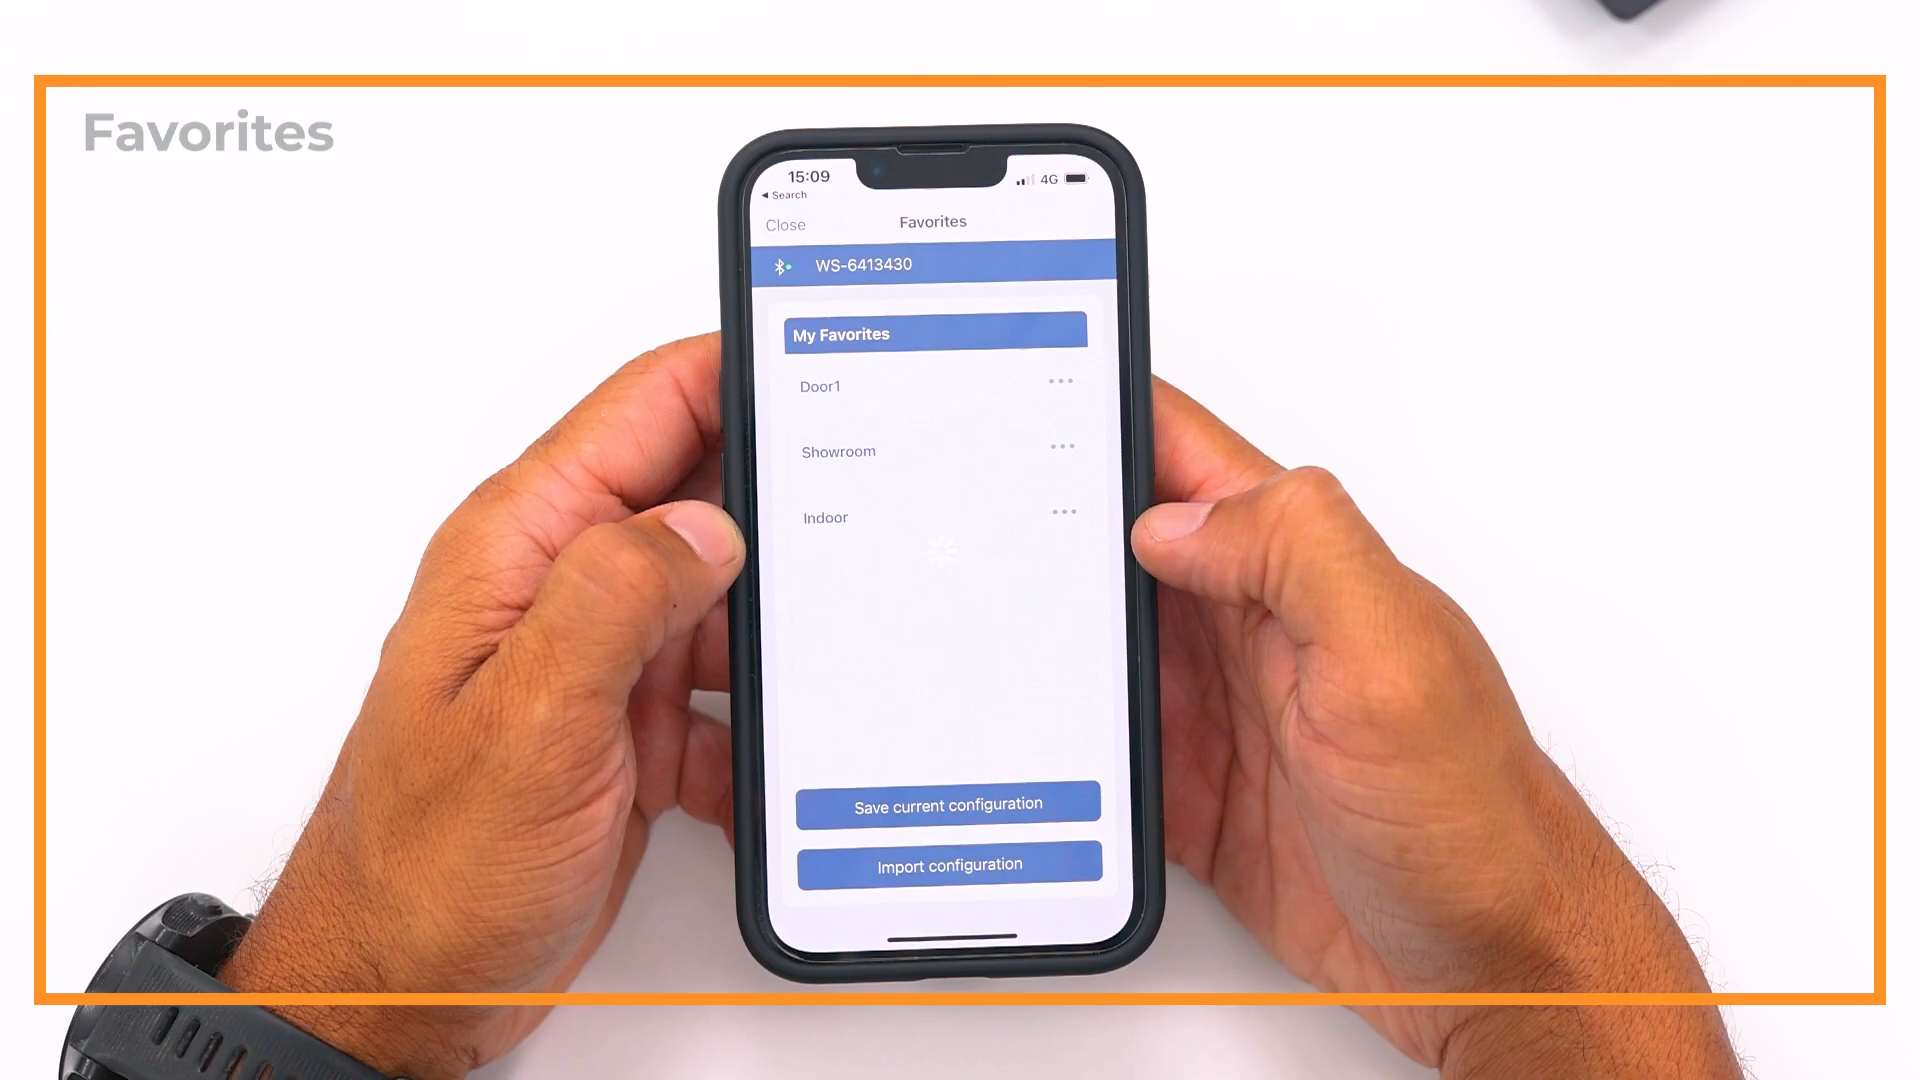 Favorites
15:09
4G
◄ Search
Close
Favorites
WS-6413430
My Favorites
Door1
Showroom
Indoor
Save current configuration
Import configuration